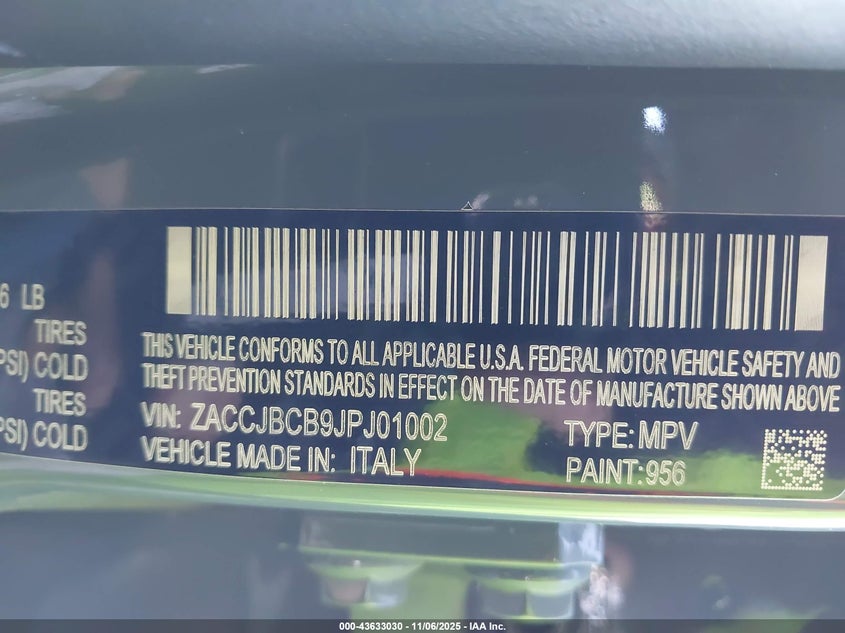 6 LB
TIRES
PSI) COLD
TIRES
PSI) COLD
THIS VEHICLE CONFORMS TO ALL APPLICABLE U.S.A. FEDERAL MOTOR VEHICLE SAFETY AND
THEFT PREVENTION STANDARDS IN EFFECT ON THE DATE OF MANUFACTURE SHOWN ABOVE
VIN: ZACCJBCB9JPJ01002
TYPE: MPV
VEHICLE MADE IN: ITALY
PAINT: 956
000-43633030 - 11/06/2025 - IAA Inc.